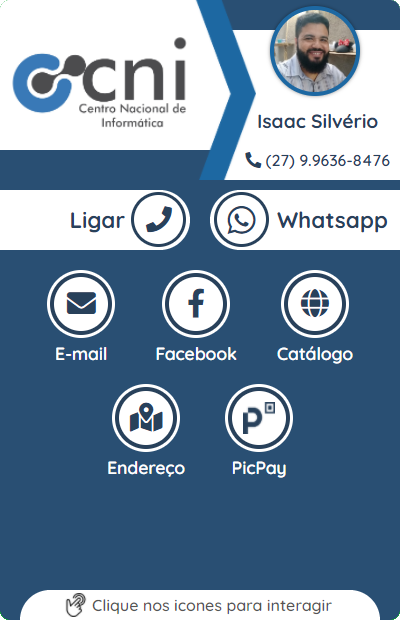 cni
Centro Nacional de
Informática
Isaac Silvério
(27) 9.9636-8476
Ligar
Whatsapp
E-mail
Facebook
Catálogo
Endereço
PicPay
Clique nos icones para interagir